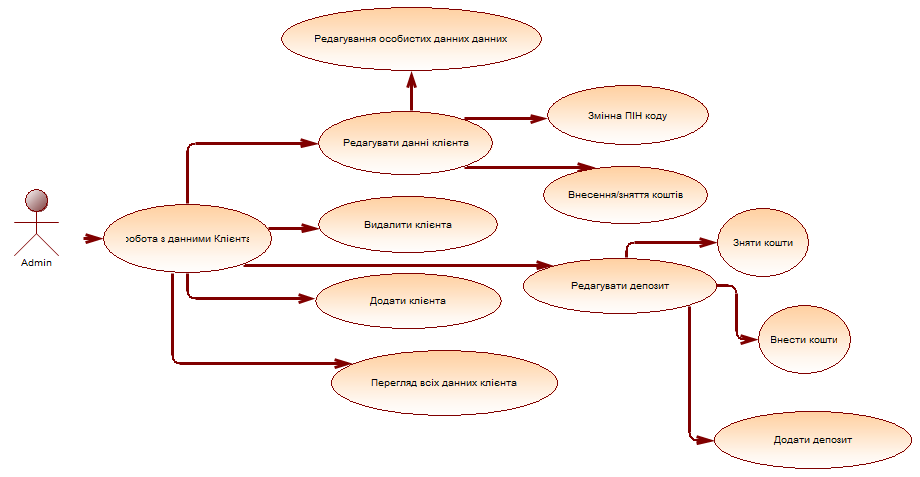 Редагування особистих данних данних
Змінна ПІН коду
Редагувати данні клієнта
Внесення/зняття коштів
Видалити клієнта
робота з данними Клієнта
Admin
Зняти кошти
Редагувати депозит
Додати клієнта
Внести кошти
Перегляд всіх данних клієнта
Додати депозит